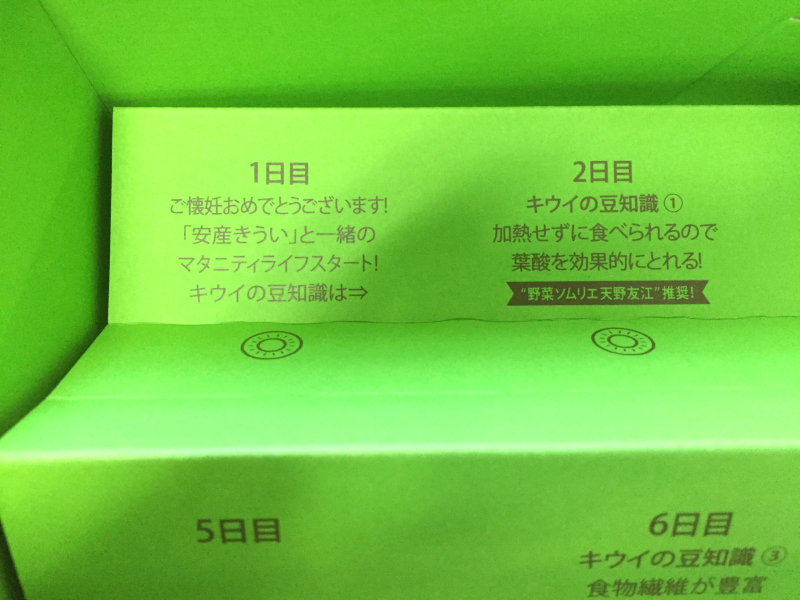 1日目
ご懐妊おめでとうございます!
「安産きうい」と一緒の
マタニティライフスタート!
キウイの豆知識は⇒
2日目
キウイの豆知識①
加熱せずに食べられるので
葉酸を効果的にとれる!
"野菜ソムリエ天野友江"推奨!
5日目
6日目
キウイの豆知識③
食物繊維が豊富